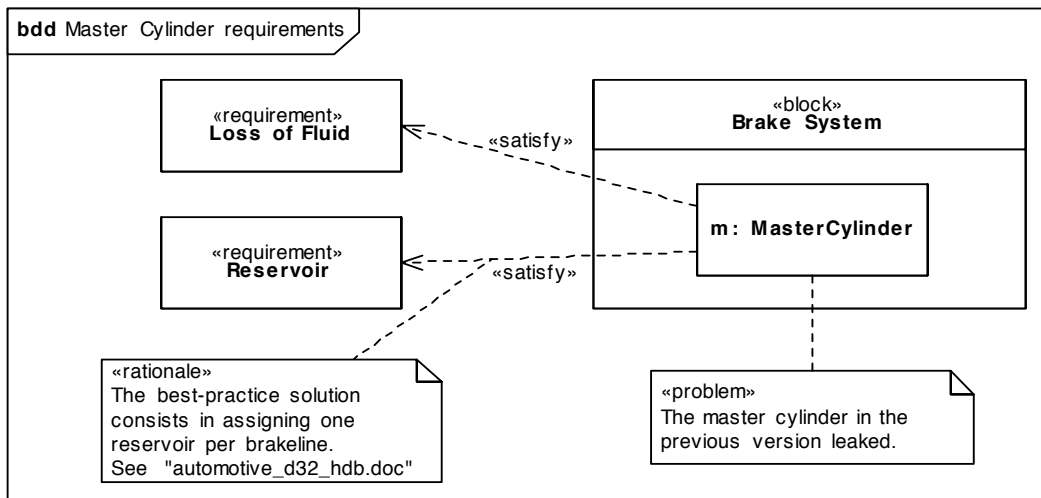 bdd Master Cylinder requirements
«requirement»
Loss of Fluid
«satisfy»
«block»
Brake System
m: MasterCylinder
«requirement»
Reservoir
«satisfy»
«rationale»
The best-practice solution
consists in assigning one
reservoir per brakeline.
See "automotive_d32_hdb.doc"
«problem»
The master cylinder in the
previous version leaked.